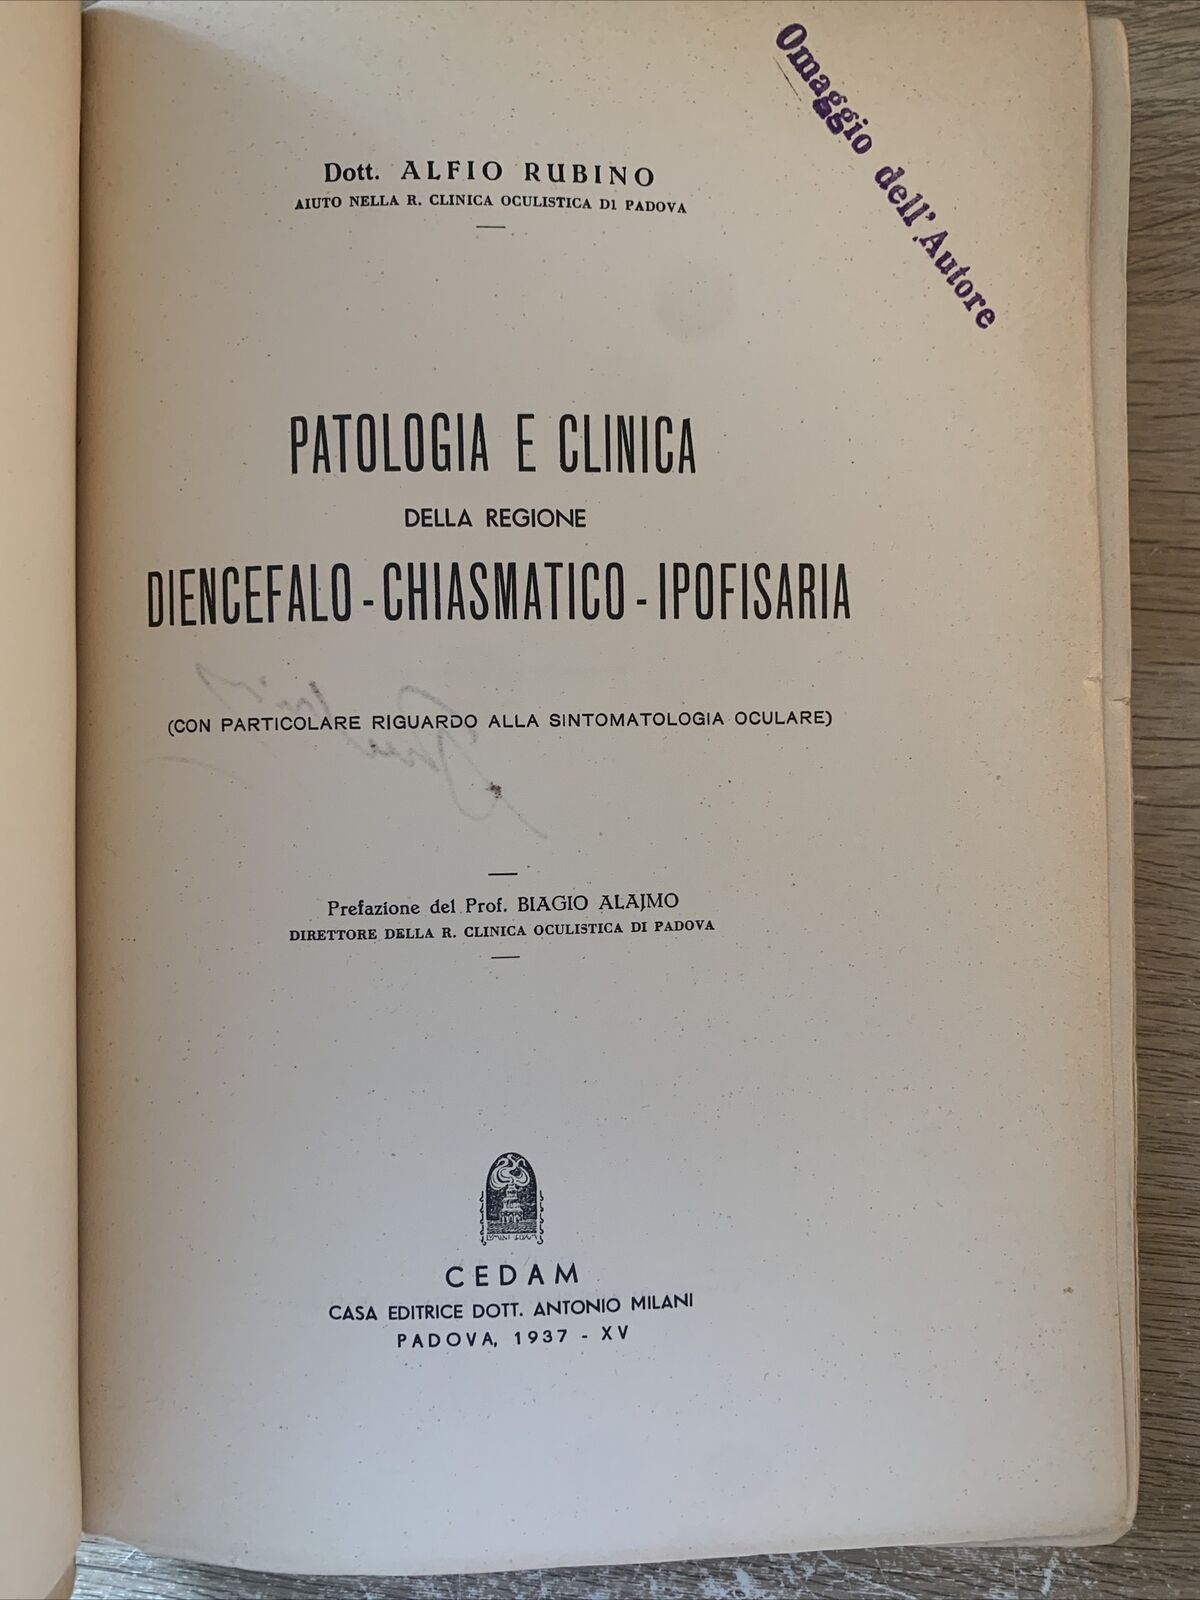 Omaggio dell'Autore
Dott. ALFIO RUBINO
AIUTO NELLA R. CLINICA OCULISTICA DI PADOVA
PATOLOGIA E CLINICA
DELLA REGIONE
DIENCEFALO - CHIASMATICO - IPOFISARIA
(CON PARTICOLARE RIGUARDO ALLA SINTOMATOLOGIA OCULARE)
Prefazione del Prof. BIAGIO ALAJMO
DIRETTORE DELLA R. CLINICA OCULISTICA DI PADOVA
CEDAM
CASA EDITRICE DOTT. ANTONIO MILANI
PADOVA, 1937 - XV